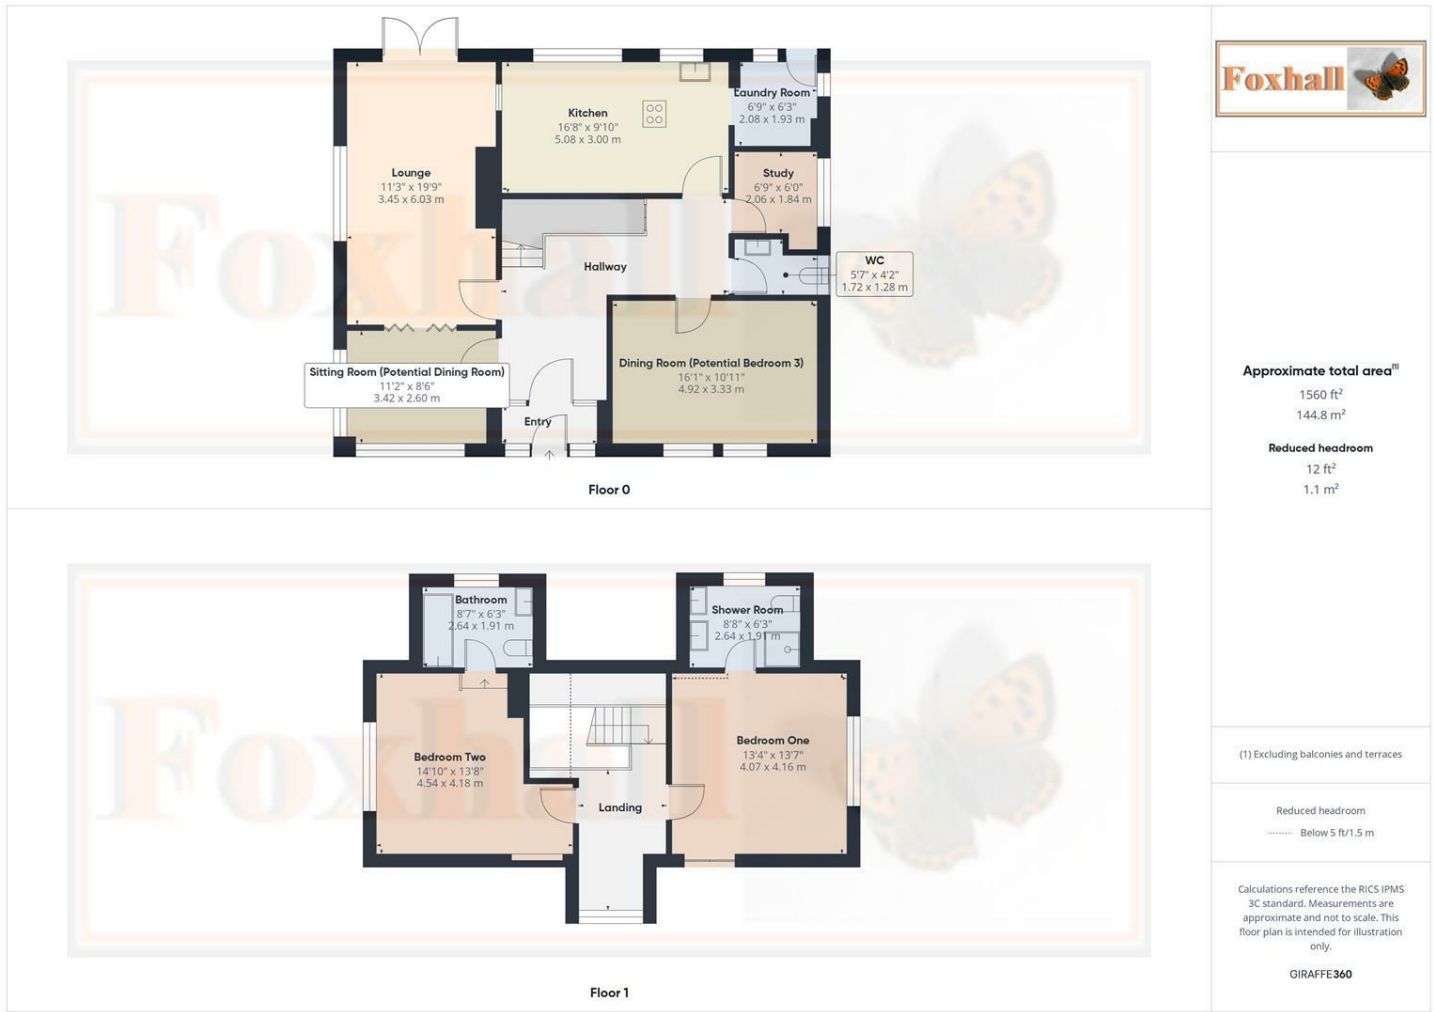 Lounge
11'3" x 19'9"
3.45 x 6.03 m
Kitchen
16'8" x 9'10"
5.08 x 3.00 m
Laundry Room
6'9" x 6'3"
2.08 x 1.93 m
Study
6'9" x 6'0"
2.06 x 1.84 m
Hallway
WC
5'7" x 4'2"
1.72 x 1.28 m
Sitting Room (Potential Dining Room)
11'2" x 8'6"
3.42 x 2.60 m
Dining Room (Potential Bedroom 3)
16'1" x 10'11"
4.92 x 3.33 m
Entry
Foxhall
Floor 0
Bathroom
8'7" x 6'3"
2.64 x 1.91 m
Shower Room
8'8" x 6'3"
2.64 x 1.91 m
Bedroom Two
14'10" x 13'8"
4.54 x 4.18 m
Bedroom One
13'4" x 13'7"
4.07 x 4.16 m
Landing
Foxhall
Floor 1
Foxhall
Approximate total area(1)
1560 ft²
144.8 m²
Reduced headroom
12 ft²
1.1 m²
(1) Excluding balconies and terraces
Reduced headroom
Below 5 ft/1.5 m
Calculations reference the RICS IPMS
3C standard. Measurements are
approximate and not to scale. This
floor plan is intended for illustration
only.
GIRAFFE360